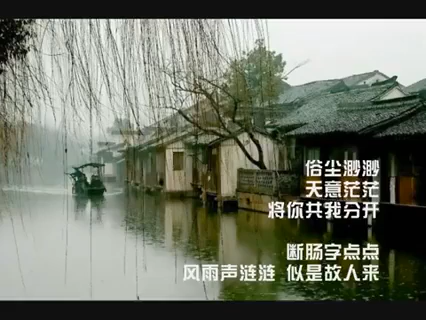 俗尘渺渺
天意茫茫
将你共我分开
断肠字点点
风雨声涟涟 似是故人来